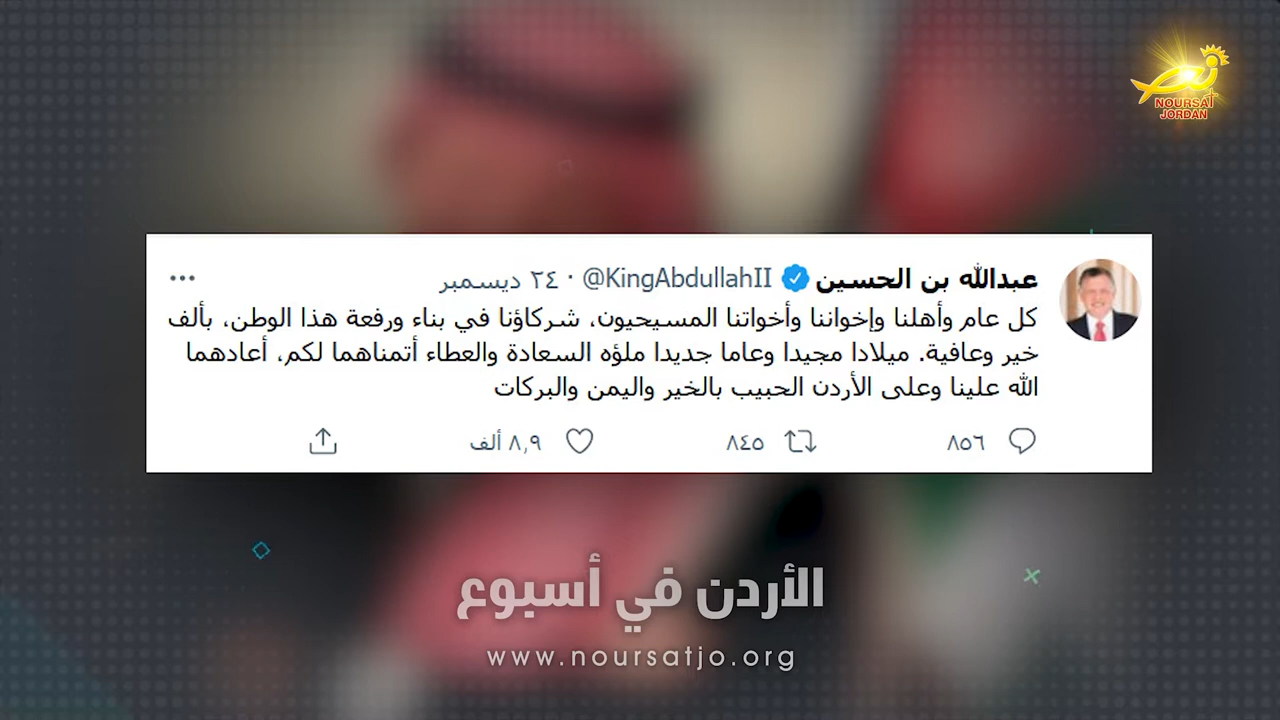 NOURSAT
JORDAN
عبدالله بن الحسين @KingAbdullahII · ٢٤ ديسمبر
كل عام وأهلنا وإخواننا وأخواتنا المسيحيون، شركاؤنا في بناء ورفعة هذا الوطن، بألف
خير وعافية. ميلادا مجيدا وعاما جديدا ملؤه السعادة والعطاء أتمناهما لكم، أعادهما
الله علينا وعلى الأردن الحبيب بالخير واليمن والبركات
٨٥٦ ٨٤٥ ٨,٩ ألف
الأردن في أسبوع
www.noursatjo.org